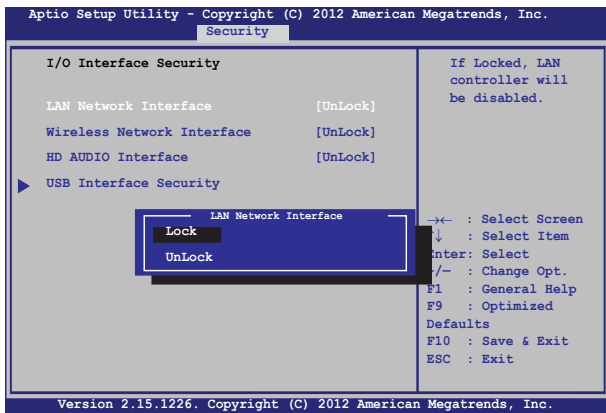 Aptio Setup Utility - Copyright (C) 2012 American Megatrends, Inc.
Security
I/O Interface Security
LAN Network Interface [UnLock]
Wireless Network Interface [UnLock]
HD AUDIO Interface [UnLock]
USB Interface Security
If Locked, LAN
controller will
be disabled.
LAN Network Interface
Lock
UnLock
→← : Select Screen
↓ : Select Item
nter: Select
/— : Change Opt.
F1 : General Help
F9 : Optimized
Defaults
F10 : Save & Exit
ESC : Exit
Version 2.15.1226. Copyright (C) 2012 American Megatrends, Inc.